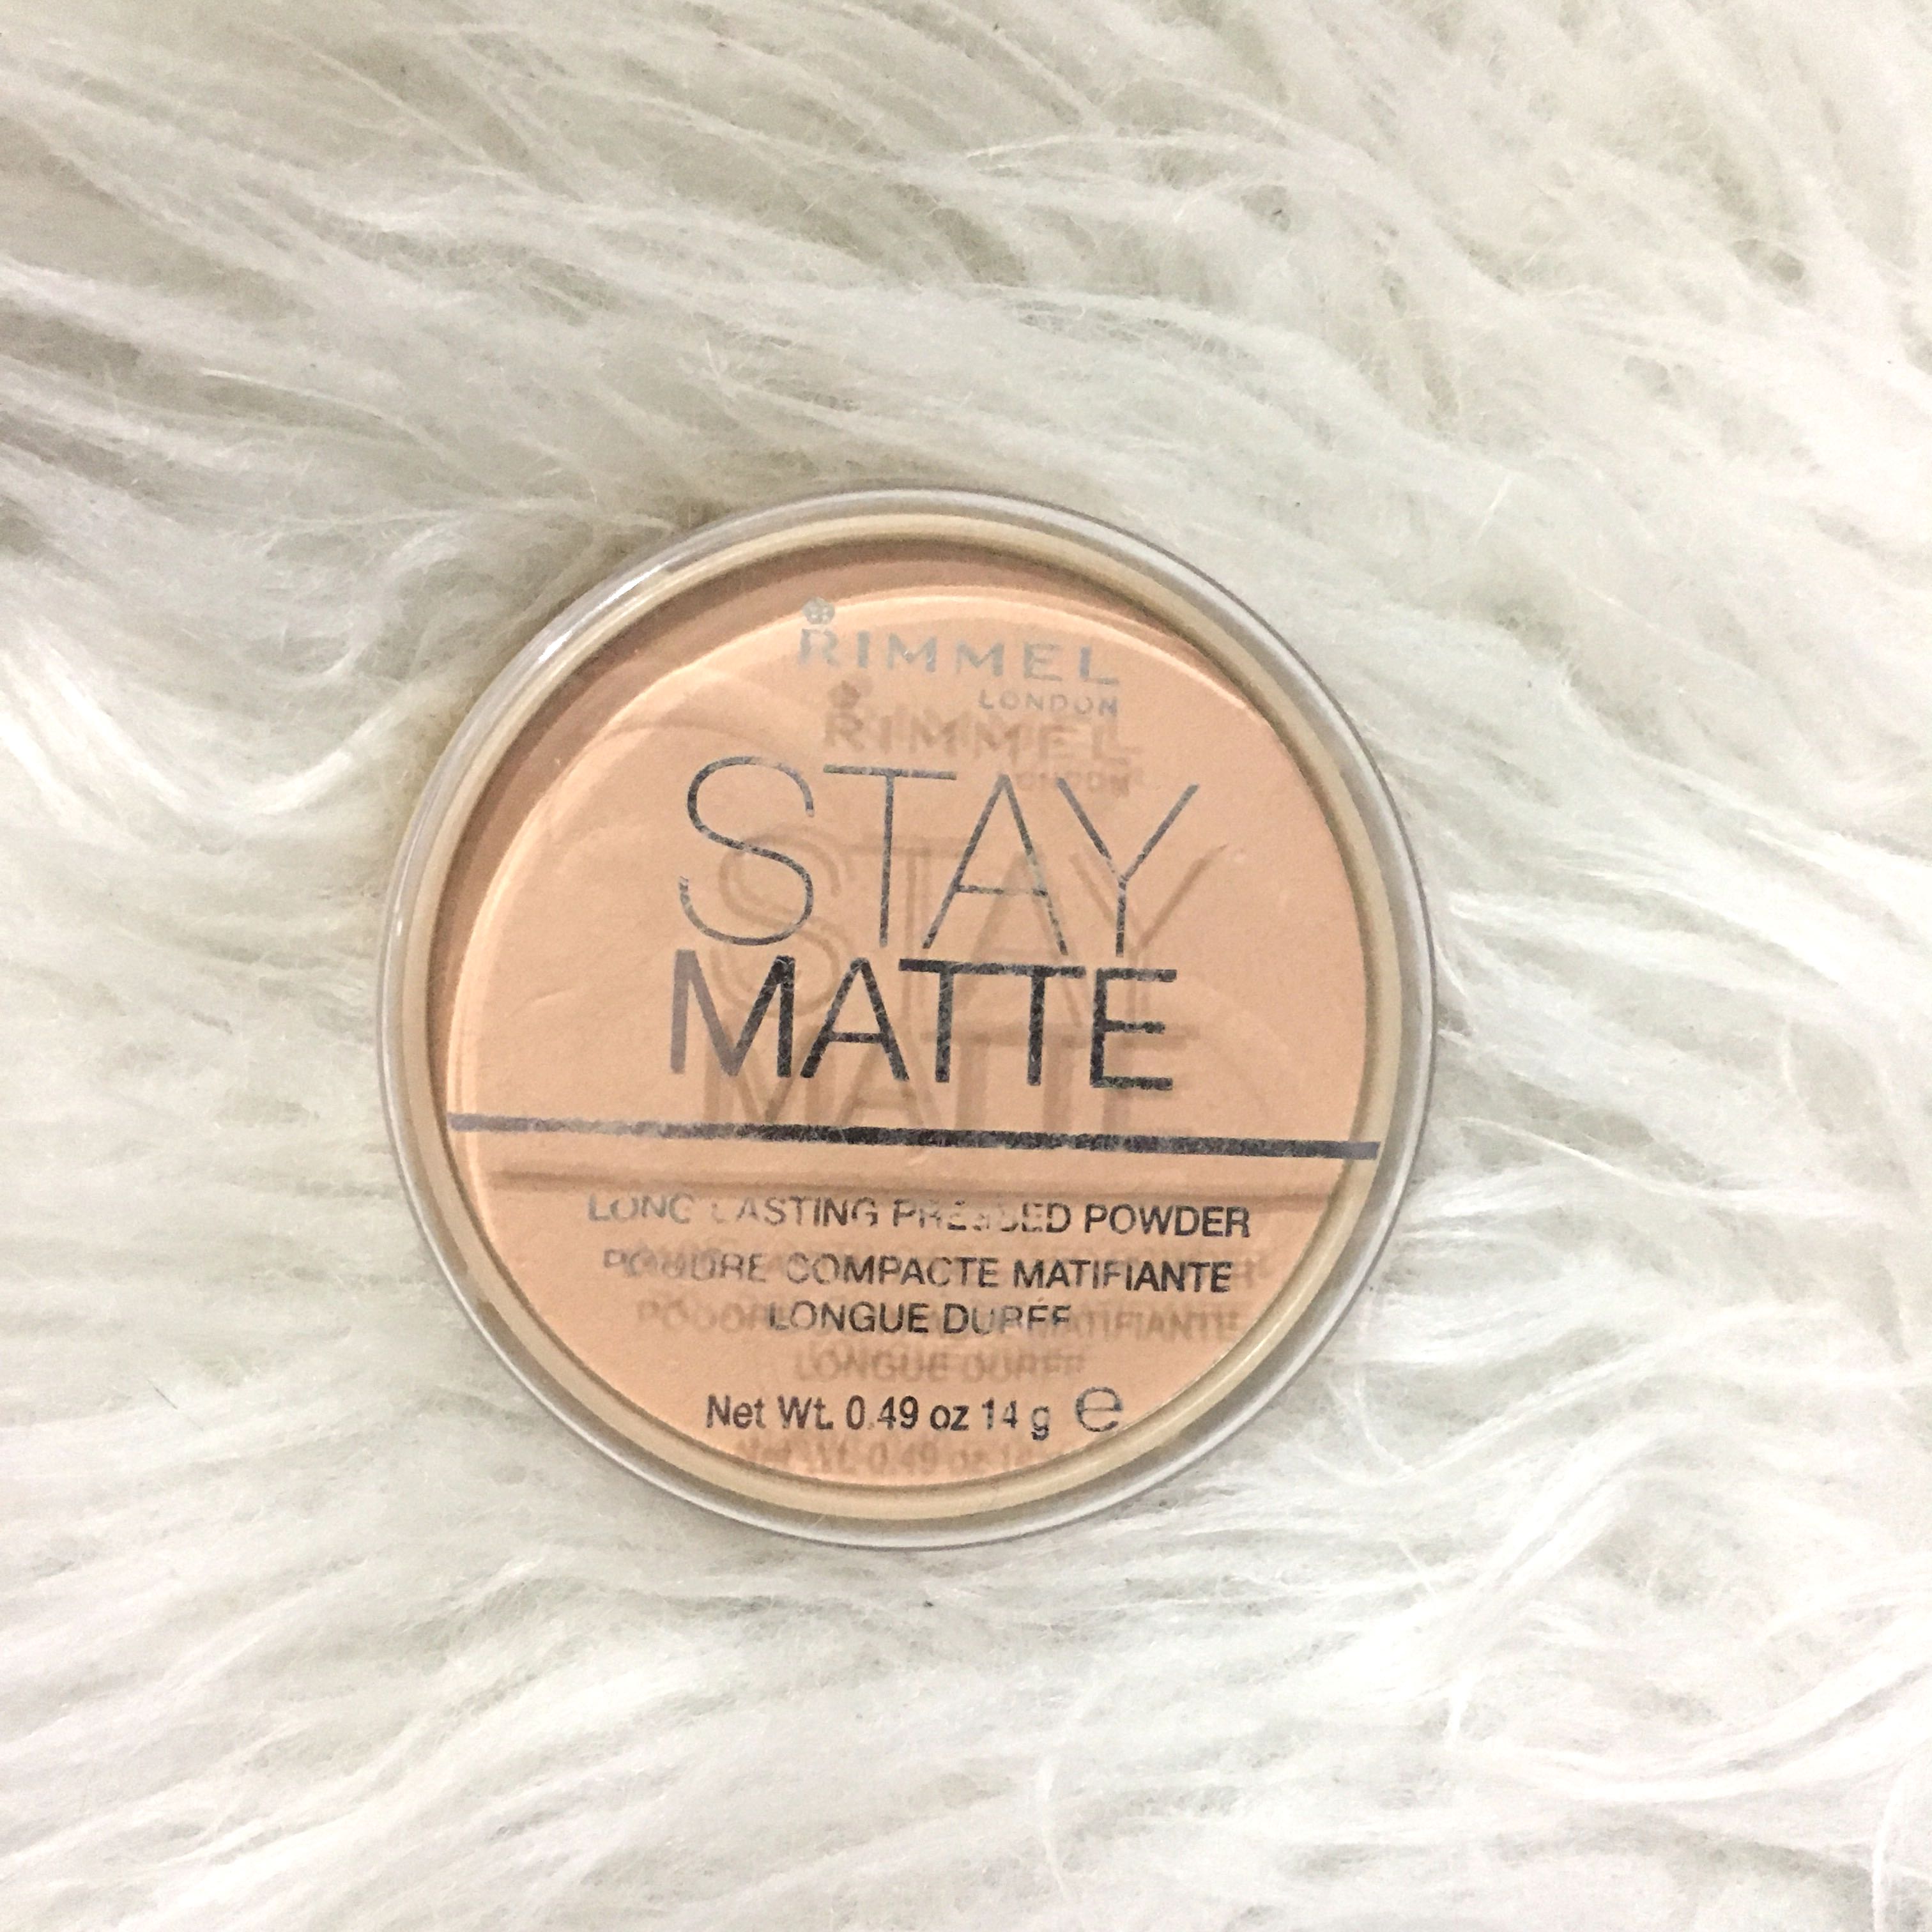 RIMMEL
LONDON
STAY
MATTE
LONG LASTING PRESSED POWDER
POUDRE COMPACTE MATIFIANTE
LONGUE DURÉE
Net Wt. 0.49 oz 14 g e